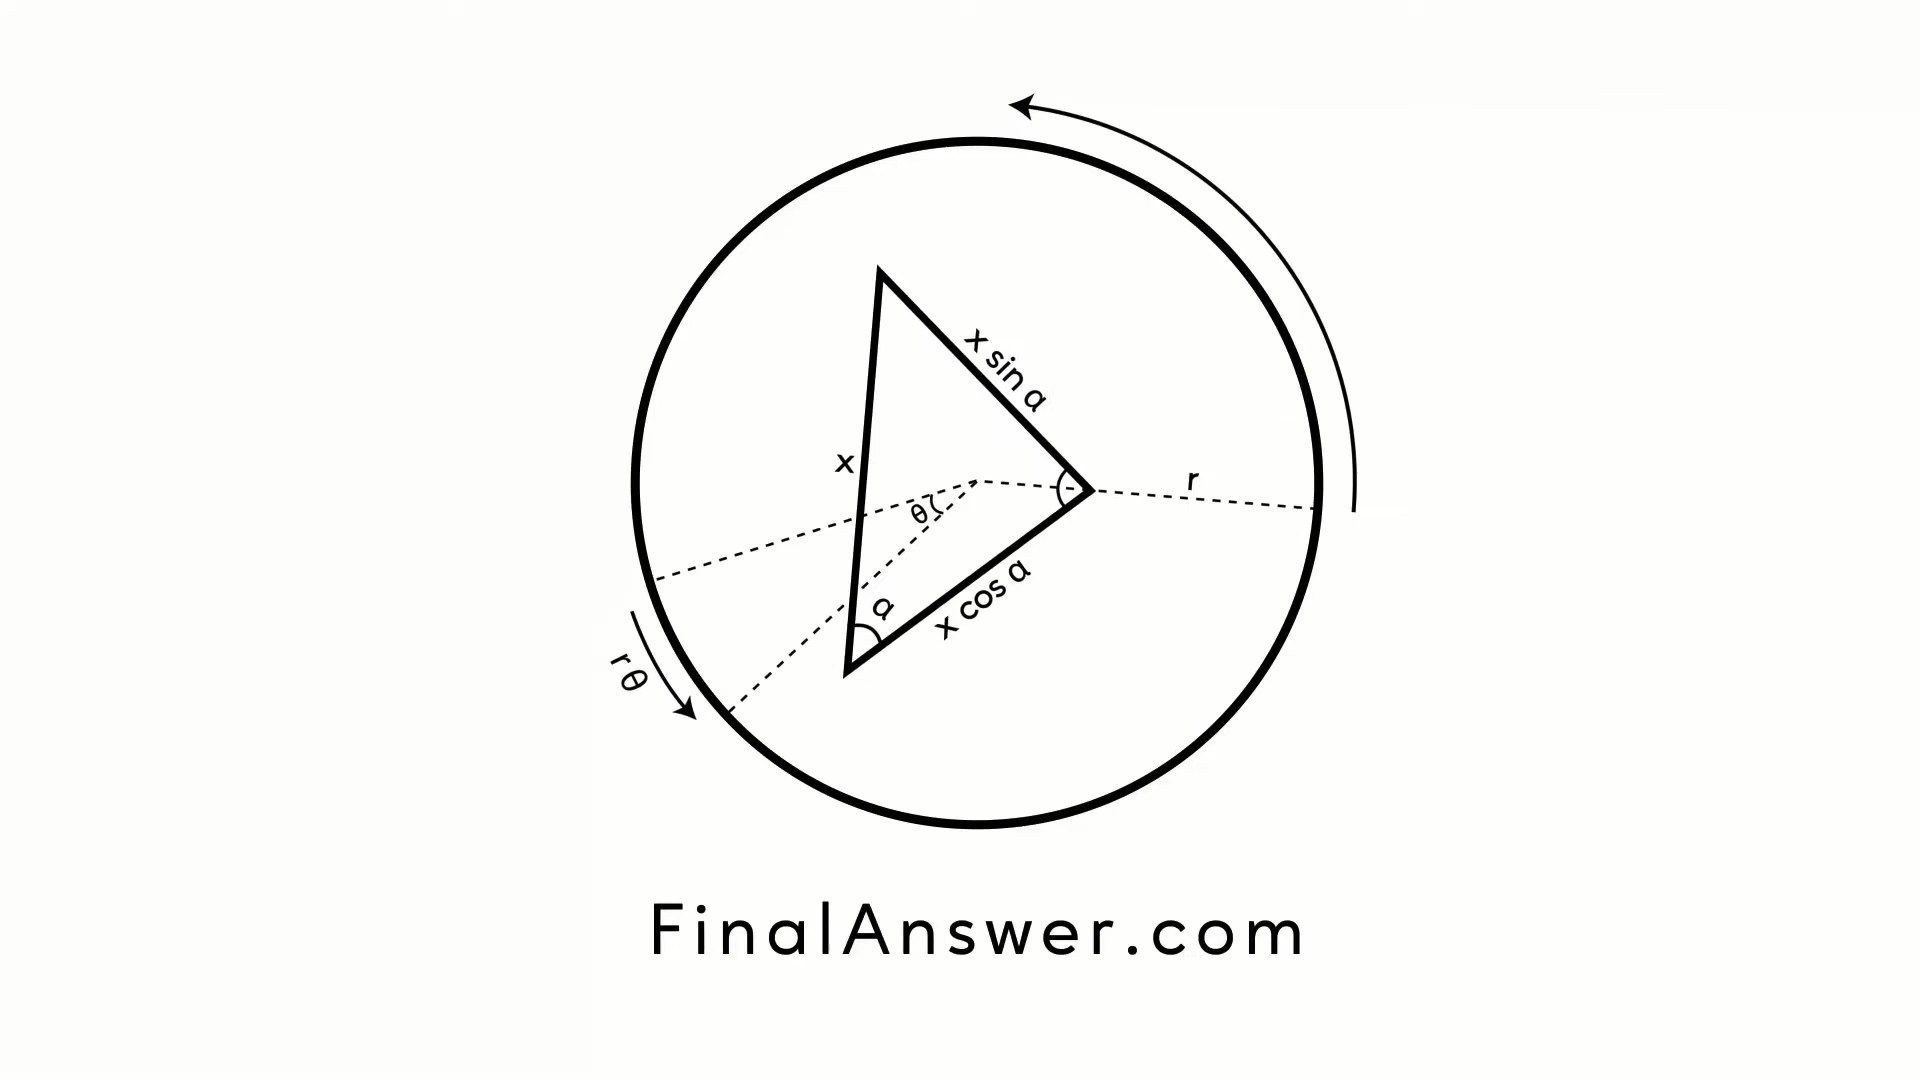 x sin α
x
r
θ
α
x cos α
rθ
FinalAnswer.com